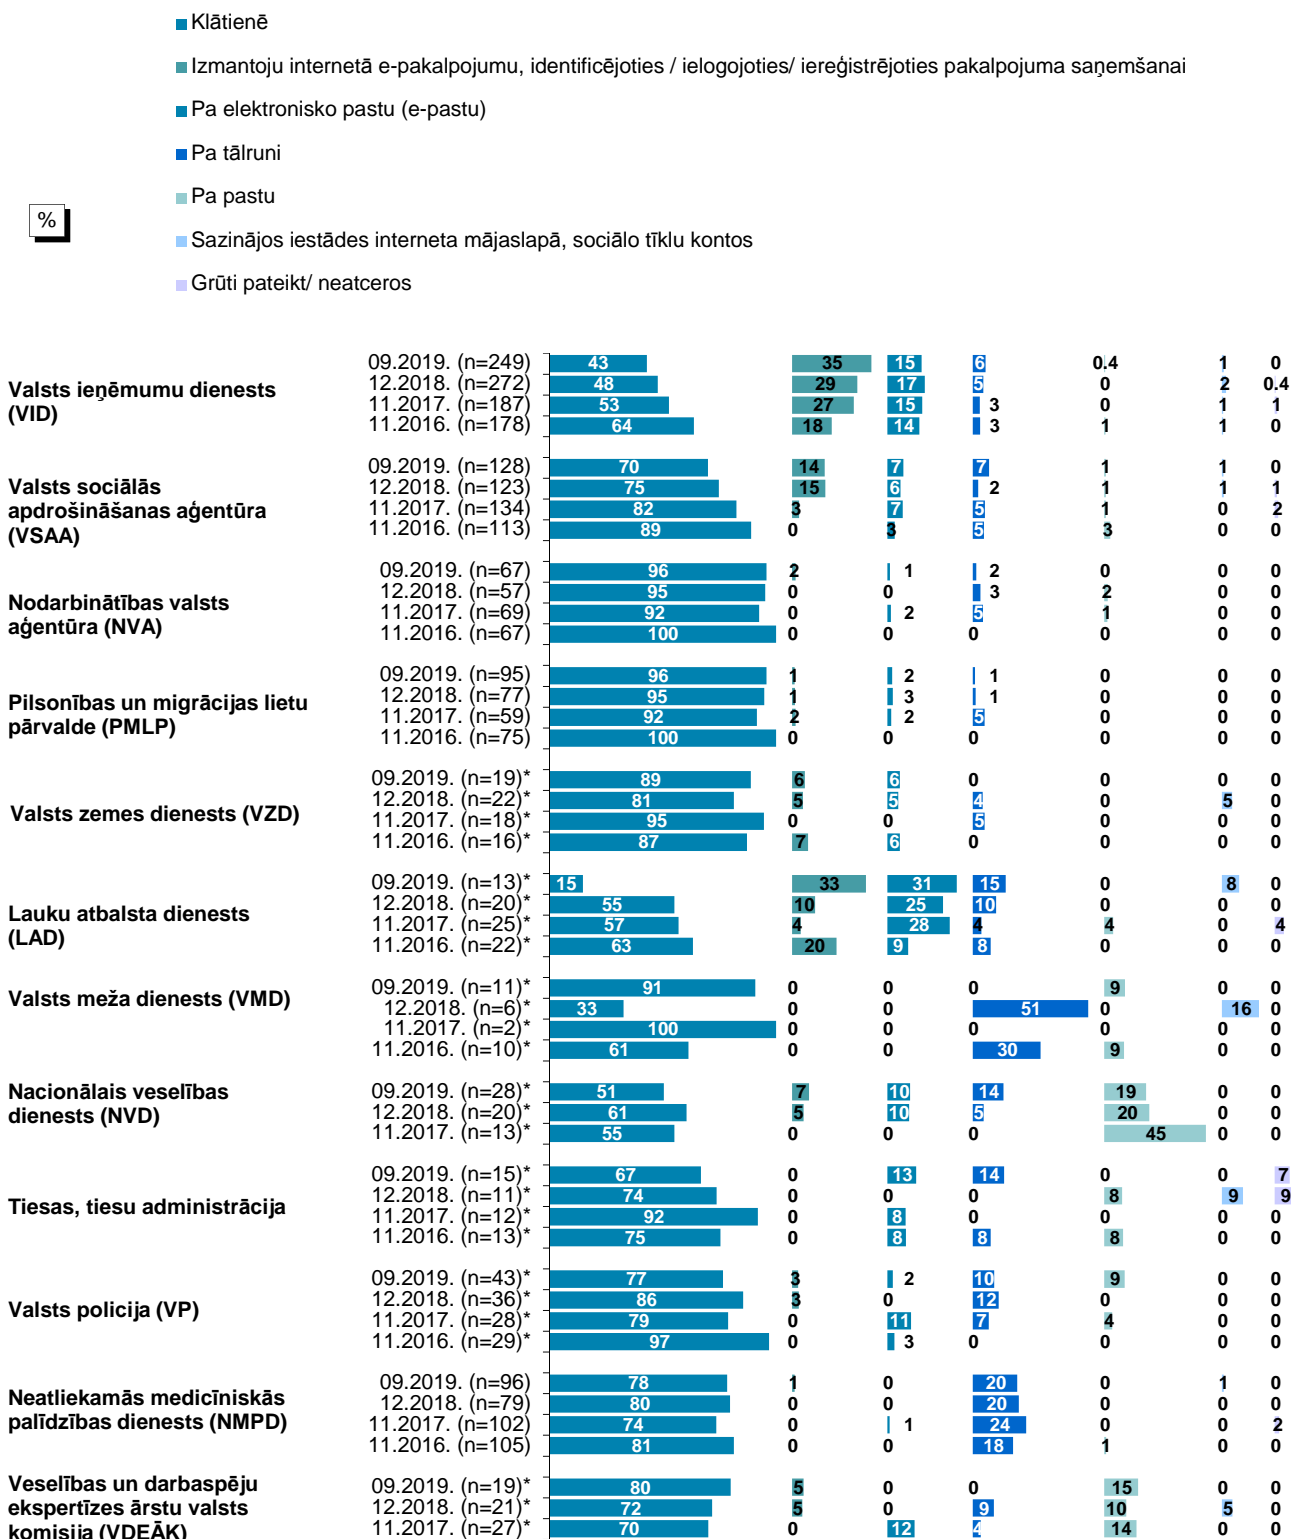 Klātienē
Izmantoju internetā e-pakalpojumu, identificējoties / ielogojoties/ iereģistrējoties pakalpojuma saņemšanai
Pa elektronisko pastu (e-pastu)
Pa tālruni
Pa pastu
%
Sazinājos iestādes interneta mājaslapā, sociālo tīklu kontos
Grūti pateikt/ neatceros
Valsts ieņēmumu dienests (VID)
09.2019. (n=249) 43 35 15 6 0.4 1 0
12.2018. (n=272) 48 29 17 5 0 2 0.4
11.2017. (n=187) 53 27 15 3 0 1 1
11.2016. (n=178) 64 18 14 3 1 1 0
Valsts sociālās apdrošināšanas aģentūra (VSAA)
09.2019. (n=128) 70 14 7 7 1 1 0
12.2018. (n=123) 75 15 6 2 1 1 1
11.2017. (n=134) 82 3 7 5 1 0 2
11.2016. (n=113) 89 0 3 5 3 0 0
Nodarbinātības valsts aģentūra (NVA)
09.2019. (n=67) 96 2 1 2 0 0 0
12.2018. (n=57) 95 0 0 3 2 0 0
11.2017. (n=69) 92 0 2 5 1 0 0
11.2016. (n=67) 100 0 0 0 0 0 0
Pilsonības un migrācijas lietu pārvalde (PMLP)
09.2019. (n=95) 96 1 2 1 0 0 0
12.2018. (n=77) 95 1 3 1 0 0 0
11.2017. (n=59) 92 2 2 5 0 0 0
11.2016. (n=75) 100 0 0 0 0 0 0
Valsts zemes dienests (VZD)
09.2019. (n=19)* 89 6 6 0 0 0 0
12.2018. (n=22)* 81 5 5 4 0 5 0
11.2017. (n=18)* 95 0 0 5 0 0 0
11.2016. (n=16)* 87 7 6 0 0 0 0
Lauku atbalsta dienests (LAD)
09.2019. (n=13)* 15 33 31 15 0 8 0
12.2018. (n=20)* 55 10 25 10 0 0 0
11.2017. (n=25)* 57 4 28 4 4 0 4
11.2016. (n=22)* 63 20 9 8 0 0 0
Valsts meža dienests (VMD)
09.2019. (n=11)* 91 0 0 0 9 0 0
12.2018. (n=6)* 33 0 0 51 0 16 0
11.2017. (n=2)* 100 0 0 0 0 0 0
11.2016. (n=10)* 61 0 0 30 9 0 0
Nacionālais veselības dienests (NVD)
09.2019. (n=28)* 51 7 10 14 19 0 0
12.2018. (n=20)* 61 5 10 5 20 0 0
11.2017. (n=13)* 55 0 0 0 45 0 0
Tiesas, tiesu administrācija
09.2019. (n=15)* 67 0 13 14 0 0 7
12.2018. (n=11)* 74 0 0 0 8 9 9
11.2017. (n=12)* 92 0 8 0 0 0 0
11.2016. (n=13)* 75 0 8 8 8 0 0
Valsts policija (VP)
09.2019. (n=43)* 77 3 2 10 9 0 0
12.2018. (n=36)* 86 3 0 12 0 0 0
11.2017. (n=28)* 79 0 11 7 4 0 0
11.2016. (n=29)* 97 0 3 0 0 0 0
Neatliekamās medicīniskās palīdzības dienests (NMPD)
09.2019. (n=96) 78 1 0 20 0 1 0
12.2018. (n=79) 80 0 0 20 0 0 0
11.2017. (n=102) 74 0 1 24 0 0 2
11.2016. (n=105) 81 0 0 18 1 0 0
Veselības un darbaspēju ekspertīzes ārstu valsts komisija (VDEĀK)
09.2019. (n=19)* 80 5 0 0 15 0 0
12.2018. (n=21)* 72 5 0 9 10 5 0
11.2017. (n=27)* 70 0 12 4 14 0 0